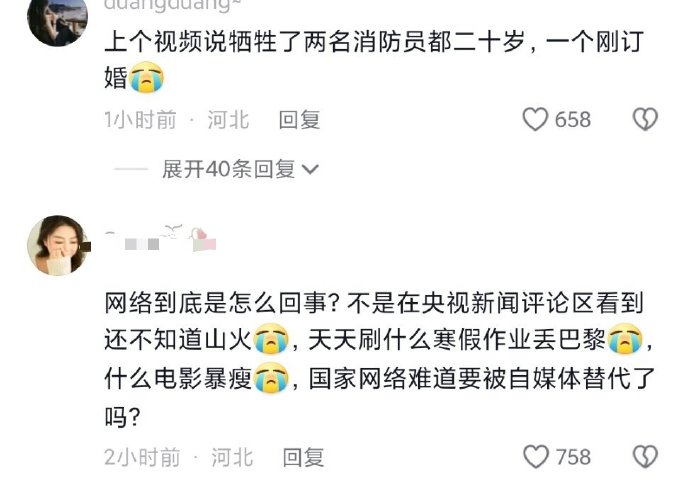 duangduang~
上个视频说牺牲了两名消防员都二十岁，一个刚订
婚😭
1小时前 · 河北 回复 658
展开40条回复
网络到底是怎么回事？不是在央视新闻评论区看到
还不知道山火😭，天天刷什么寒假作业丢巴黎😭，
什么电影暴瘦😭，国家网络难道要被自媒体替代了
吗？
2小时前 · 河北 回复 758